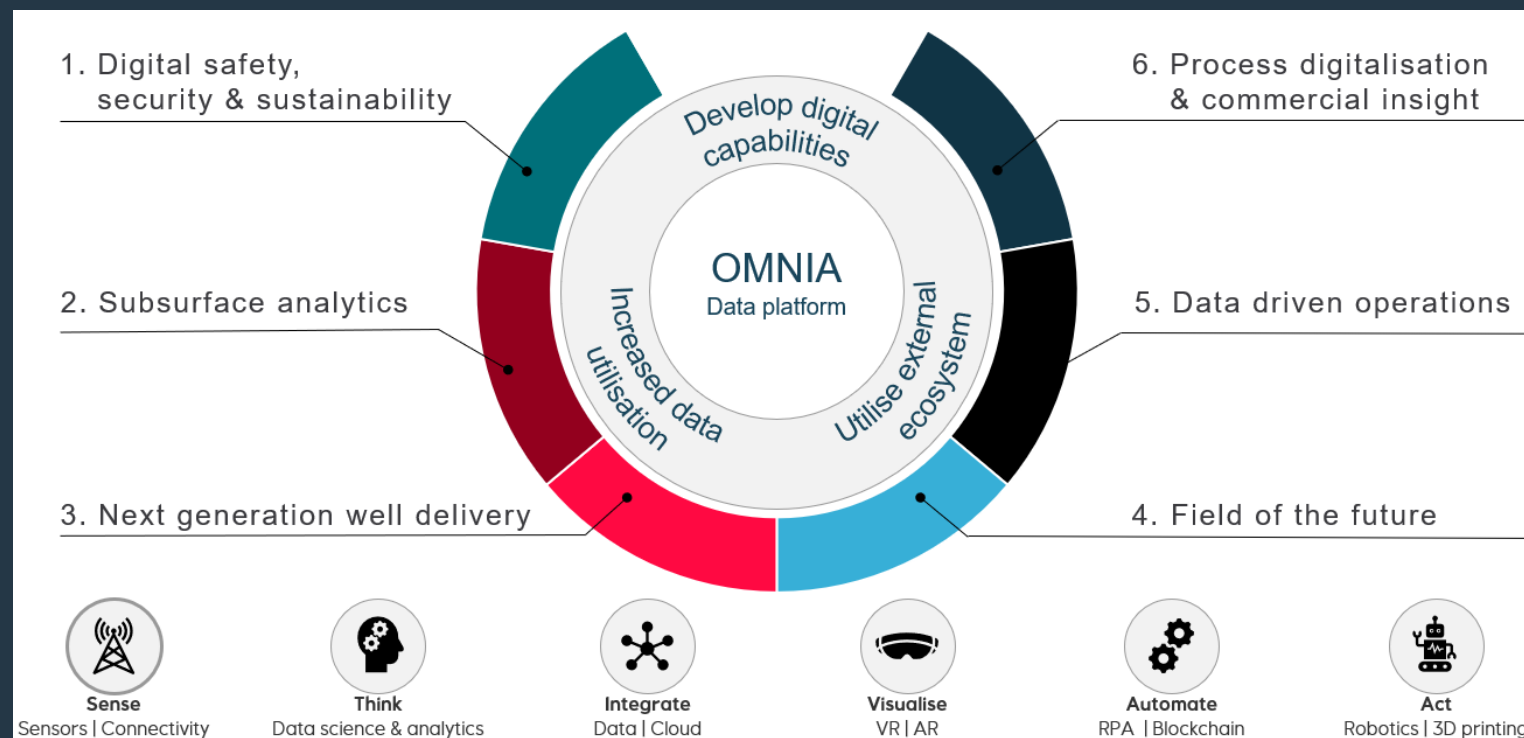 1. Digital safety,
security & sustainability
2. Subsurface analytics
3. Next generation well delivery
Develop digital
capabilities
OMNIA
Data platform
Increased data
utilisation
Utilise external
ecosystem
6. Process digitalisation
& commercial insight
5. Data driven operations
4. Field of the future
Sense
Sensors | Connectivity
Think
Data science & analytics
Integrate
Data | Cloud
Visualise
VR | AR
Automate
RPA | Blockchain
Act
Robotics | 3D printing